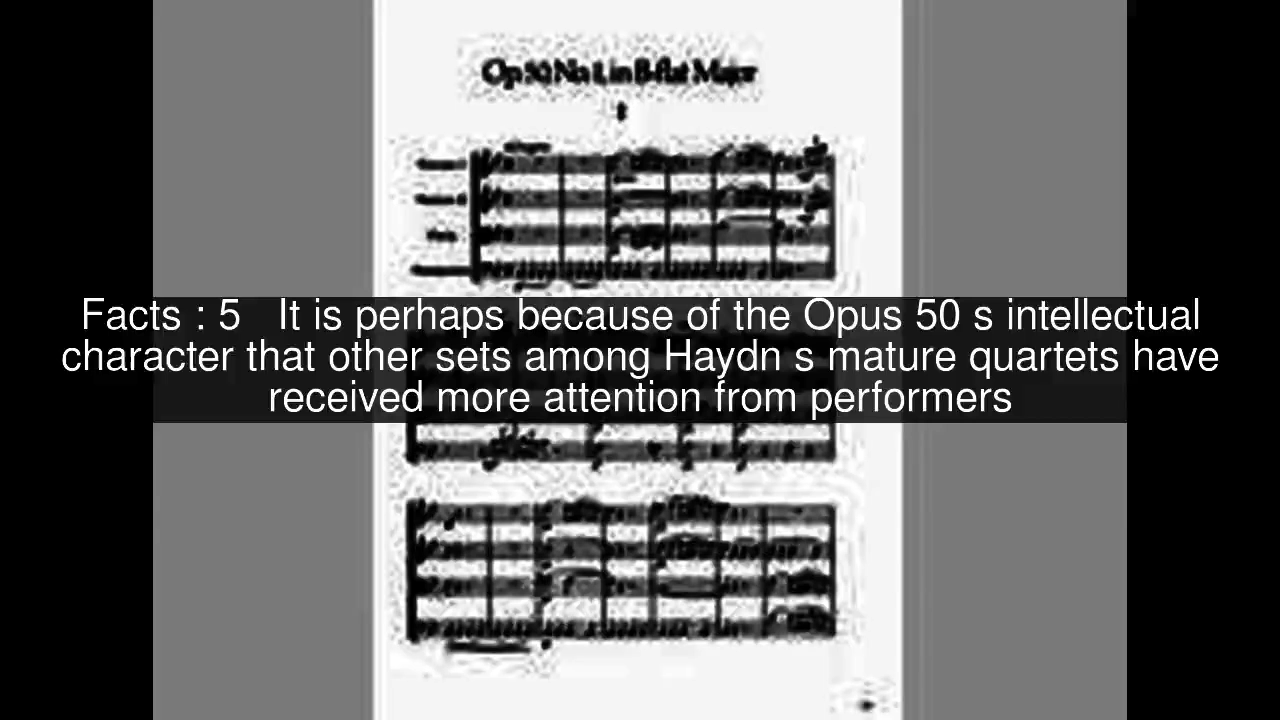 Op 50 No 1, in B-flat Major
I
Facts : 5 It is perhaps because of the Opus 50 s intellectual
character that other sets among Haydn s mature quartets have
received more attention from performers